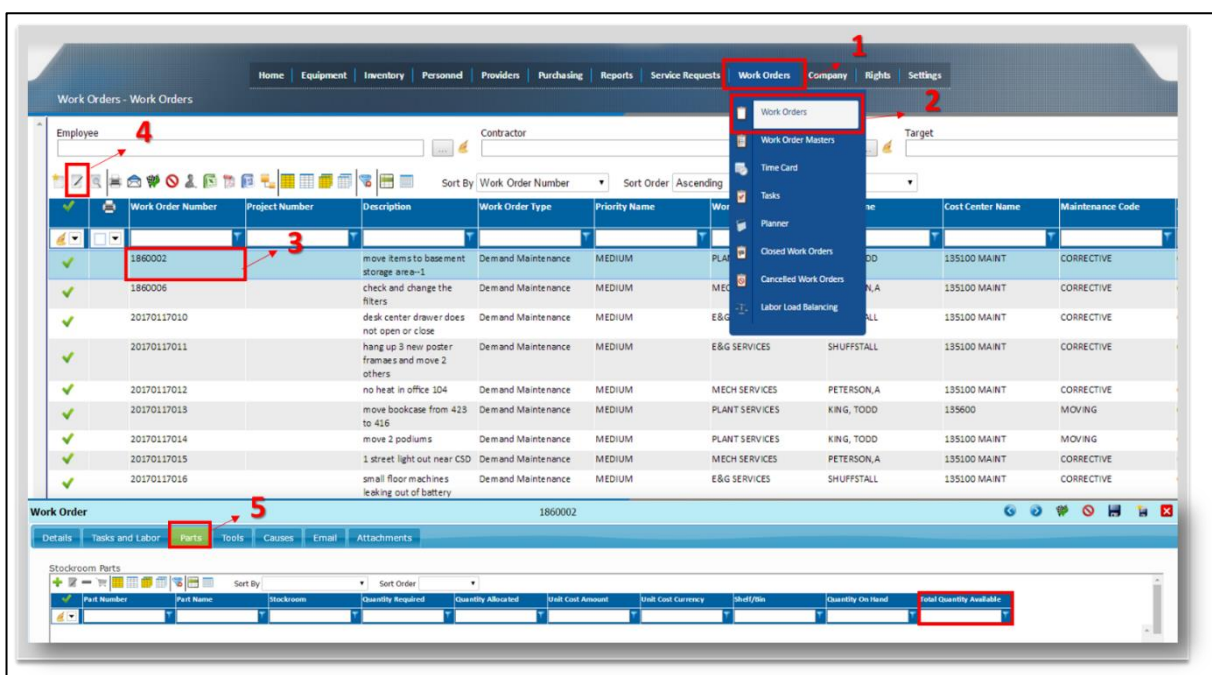 1
Home Equipment Inventory Personnel Providers Purchasing Reports Service Requests Work Orders Company Rights Settings
Work Orders - Work Orders
2
Work Orders
Work Order Masters
Time Card
Tasks
Planner
Closed Work Orders
Cancelled Work Orders
Labor Load Balancing
Employee
4
Contractor
Target
Sort By Work Order Number Sort Order Ascending
Work Order Number Project Number Description Work Order Type Priority Name Cost Center Name Maintenance Code
3
1860002 move items to basement Demand Maintenance MEDIUM 135100 MAINT CORRECTIVE
storage area--1
1860006 check and change the Demand Maintenance MEDIUM 135100 MAINT CORRECTIVE
filters
20170117010 desk center drawer does Demand Maintenance MEDIUM 135100 MAINT CORRECTIVE
not open or close
20170117011 hang up 3 new poster Demand Maintenance MEDIUM E&G SERVICES SHUFFSTALL 135100 MAINT CORRECTIVE
framaes and move 2
others
20170117012 no heat in office 104 Demand Maintenance MEDIUM MECH SERVICES PETERSON,A 135100 MAINT CORRECTIVE
20170117013 move bookcase from 423 Demand Maintenance MEDIUM PLANT SERVICES KING, TODD 135600 MOVING
to 416
20170117014 move 2 podiums Demand Maintenance MEDIUM PLANT SERVICES KING, TODD 135100 MAINT MOVING
20170117015 1 street light out near CSD Demand Maintenance MEDIUM MECH SERVICES PETERSON,A 135100 MAINT CORRECTIVE
20170117016 small floor machines Demand Maintenance MEDIUM E&G SERVICES SHUFFSTALL 135100 MAINT CORRECTIVE
leaking out of battery
Work Order 1860002
5
Details Tasks and Labor Parts Tools Causes Email Attachments
Stockroom Parts
Sort By Sort Order
Part Number Part Name Stockroom Quantity Required Quantity Allocated Unit Cost Amount Unit Cost Currency Shelf/Bin Quantity On Hand Total Quantity Available